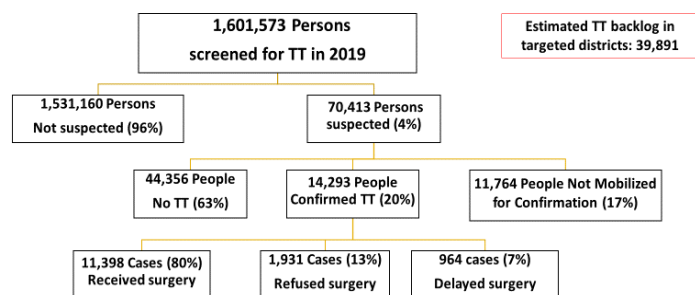 1,601,573 Persons
screened for TT in 2019
Estimated TT backlog in
targeted districts: 39,891
1,531,160 Persons
Not suspected (96%)
70,413 Persons
suspected (4%)
44,356 People
No TT (63%)
14,293 People
Confirmed TT (20%)
11,764 People Not Mobilized
for Confirmation (17%)
11,398 Cases (80%)
Received surgery
1,931 Cases (13%)
Refused surgery
964 cases (7%)
Delayed surgery